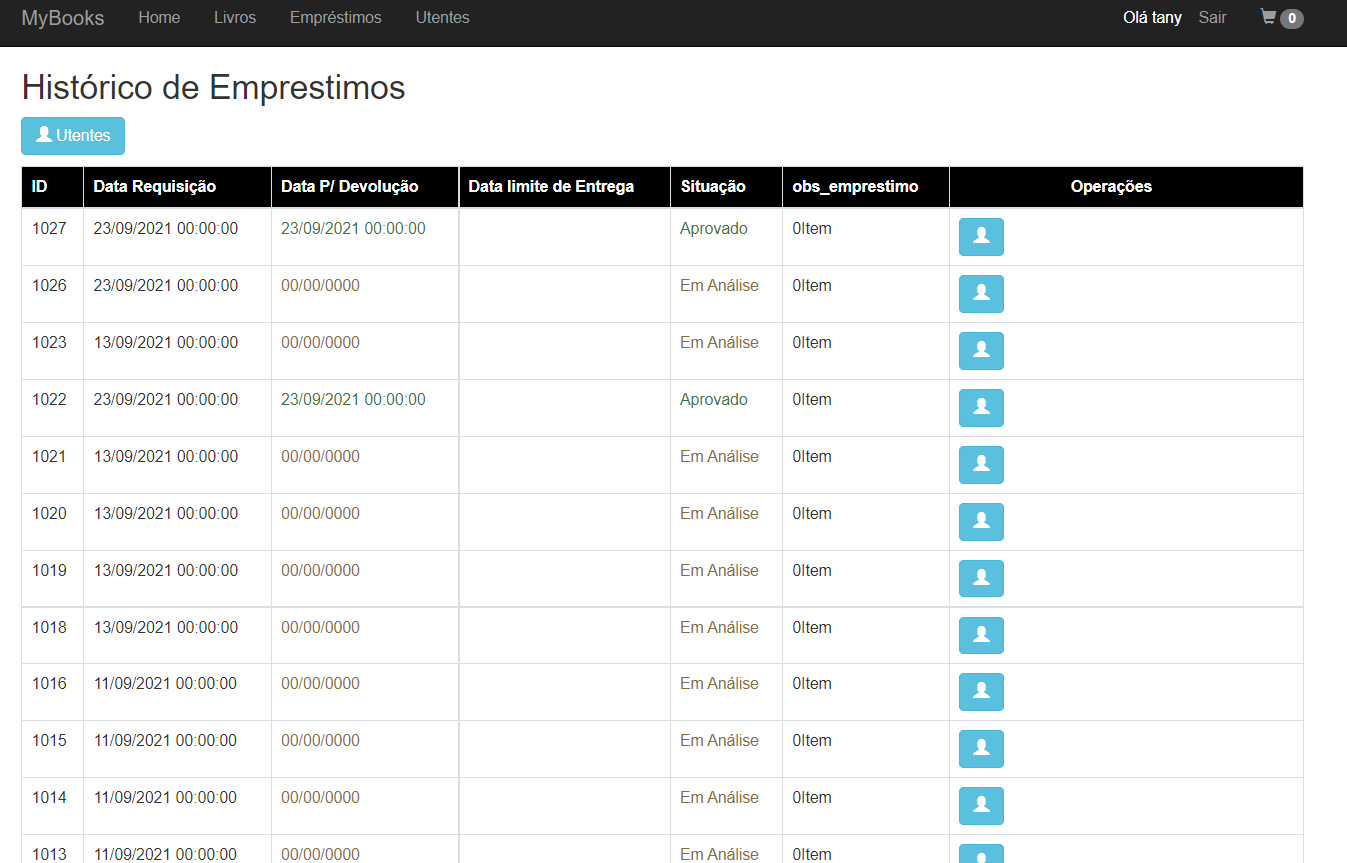 MyBooks Home Livros Empréstimos Utentes Olá tany Sair 0
Histórico de Emprestimos
Utentes
ID Data Requisição Data P/ Devolução Data limite de Entrega Situação obs_emprestimo Operações
1027 23/09/2021 00:00:00 23/09/2021 00:00:00 Aprovado 0Item
1026 23/09/2021 00:00:00 00/00/0000 Em Análise 0Item
1023 13/09/2021 00:00:00 00/00/0000 Em Análise 0Item
1022 23/09/2021 00:00:00 23/09/2021 00:00:00 Aprovado 0Item
1021 13/09/2021 00:00:00 00/00/0000 Em Análise 0Item
1020 13/09/2021 00:00:00 00/00/0000 Em Análise 0Item
1019 13/09/2021 00:00:00 00/00/0000 Em Análise 0Item
1018 13/09/2021 00:00:00 00/00/0000 Em Análise 0Item
1016 11/09/2021 00:00:00 00/00/0000 Em Análise 0Item
1015 11/09/2021 00:00:00 00/00/0000 Em Análise 0Item
1014 11/09/2021 00:00:00 00/00/0000 Em Análise 0Item
1013 11/09/2021 00:00:00 00/00/0000 Em Análise 0Item